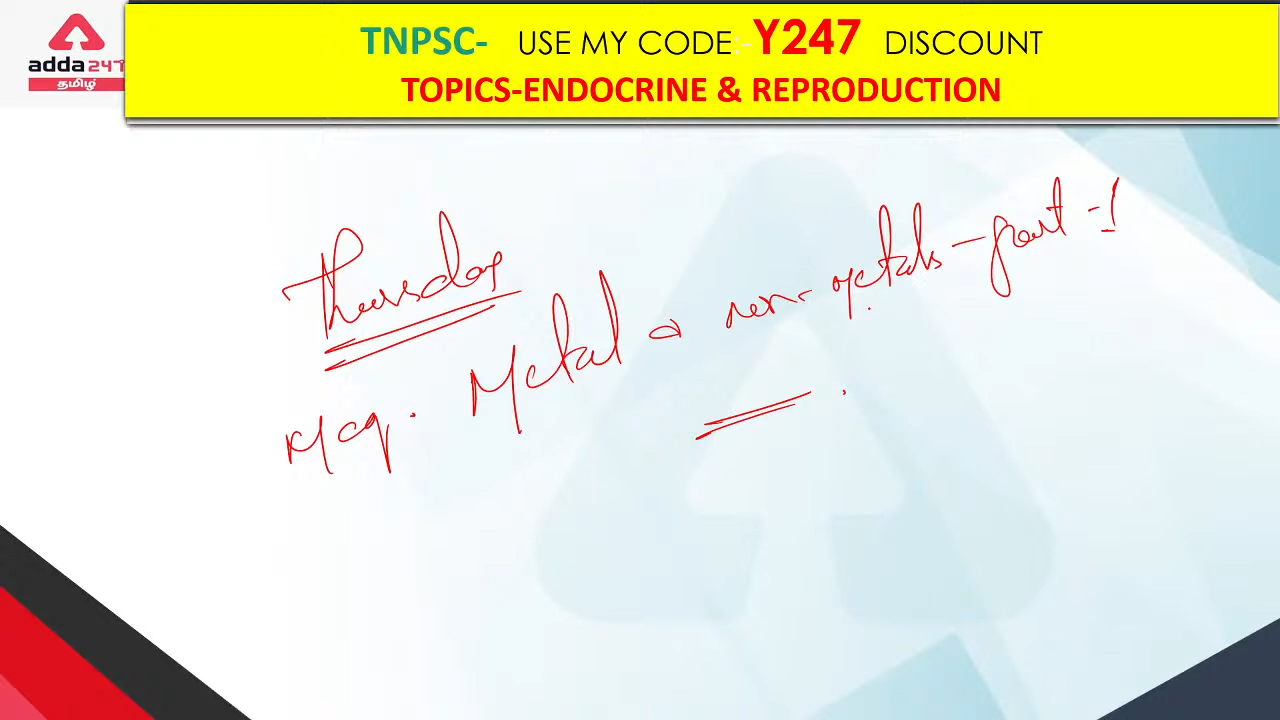 adda247
தமிழ்
TNPSC- USE MY CODE:-Y247 DISCOUNT
TOPICS-ENDOCRINE & REPRODUCTION
Thursday
Mcq. Metal & non-metals-part-1